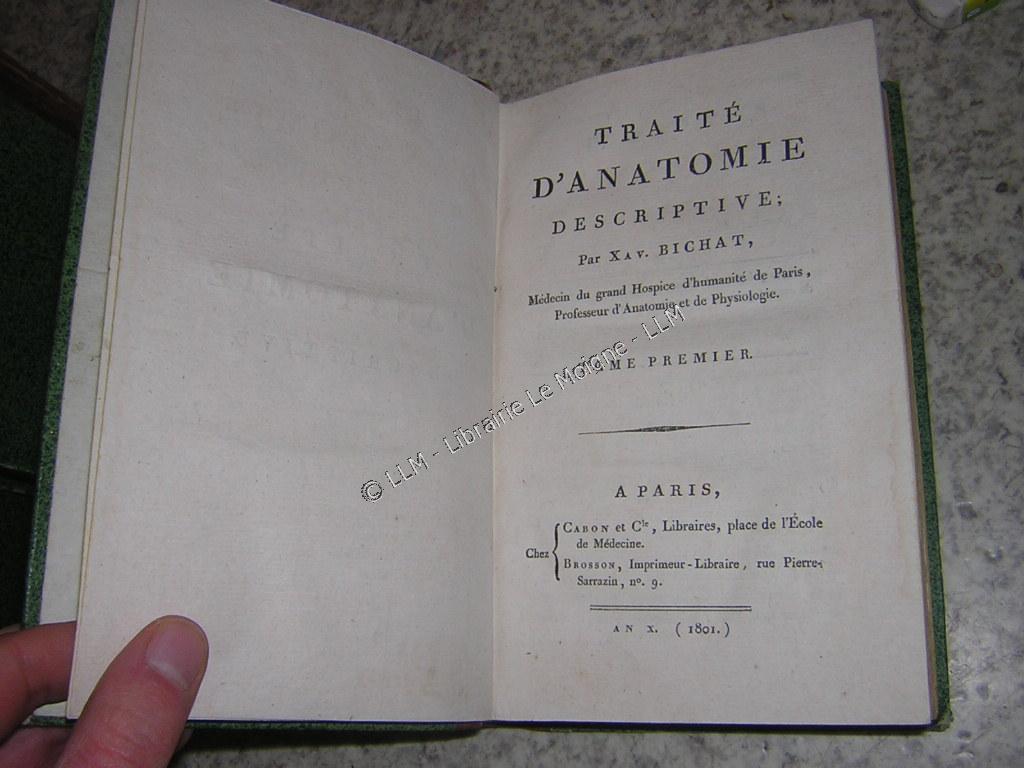 TRAITÉ
D'ANATOMIE
DESCRIPTIVE;
Par XAV. BICHAT,
Médecin du grand Hospice d'humanité de Paris,
Professeur d'Anatomie et de Physiologie.
TOME PREMIER.
A PARIS,
Chez
CABON et Cie, Libraires, place de l'École
de Médecine.
BROSSON, Imprimeur-Libraire, rue Pierre-
Sarrazin, no. 9.
AN X. (1801.)
© LLM - Librairie Le Moigne - LLM